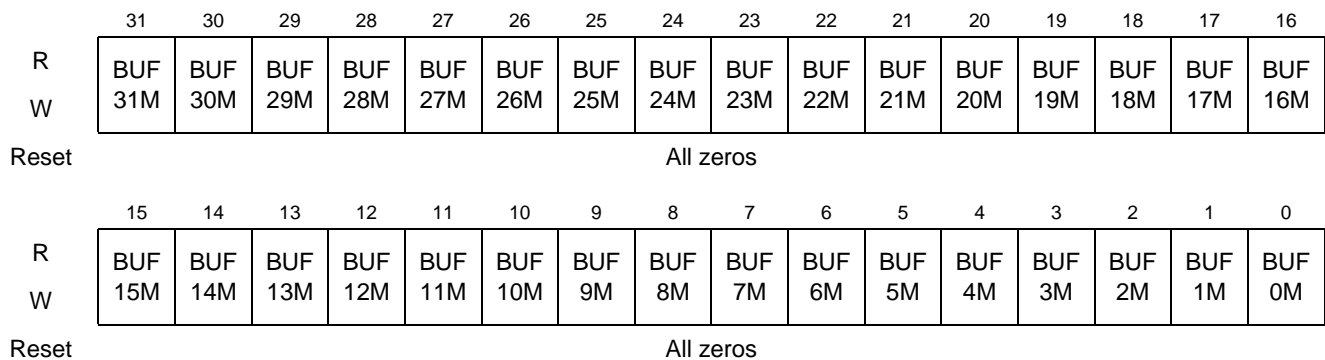 31 30 29 28 27 26 25 24 23 22 21 20 19 18 17 16
R
BUF BUF BUF BUF BUF BUF BUF BUF BUF BUF BUF BUF BUF BUF BUF BUF
31M 30M 29M 28M 27M 26M 25M 24M 23M 22M 21M 20M 19M 18M 17M 16M
W
Reset All zeros
15 14 13 12 11 10 9 8 7 6 5 4 3 2 1 0
R
BUF BUF BUF BUF BUF BUF BUF BUF BUF BUF BUF BUF BUF BUF BUF BUF
15M 14M 13M 12M 11M 10M 9M 8M 7M 6M 5M 4M 3M 2M 1M 0M
W
Reset All zeros